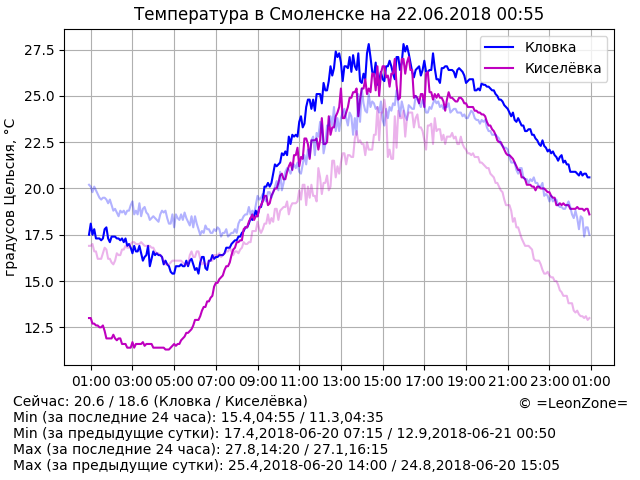 Температура в Смоленске на 22.06.2018 00:55
Кловка
Киселёвка
градусов Цельсия, °C
27.5
25.0
22.5
20.0
17.5
15.0
12.5
01:00 03:00 05:00 07:00 09:00 11:00 13:00 15:00 17:00 19:00 21:00 23:00 01:00
Сейчас: 20.6 / 18.6 (Кловка / Киселёвка)
© =LeonZone=
Min (за последние 24 часа): 15.4,04:55 / 11.3,04:35
Min (за предыдущие сутки): 17.4,2018-06-20 07:15 / 12.9,2018-06-21 00:50
Max (за последние 24 часа): 27.8,14:20 / 27.1,16:15
Max (за предыдущие сутки): 25.4,2018-06-20 14:00 / 24.8,2018-06-20 15:05